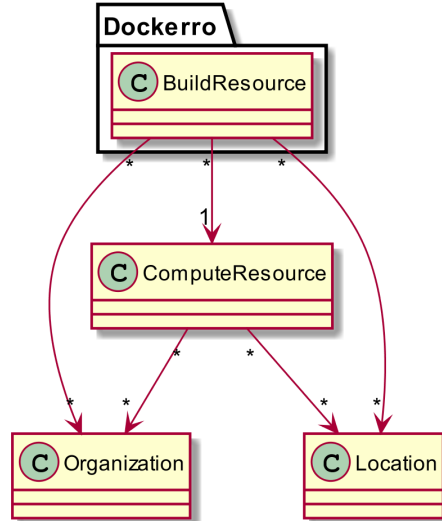 Dockerro
C BuildResource
* * *
1
C ComputeResource
* *
* * * *
C Organization
C Location